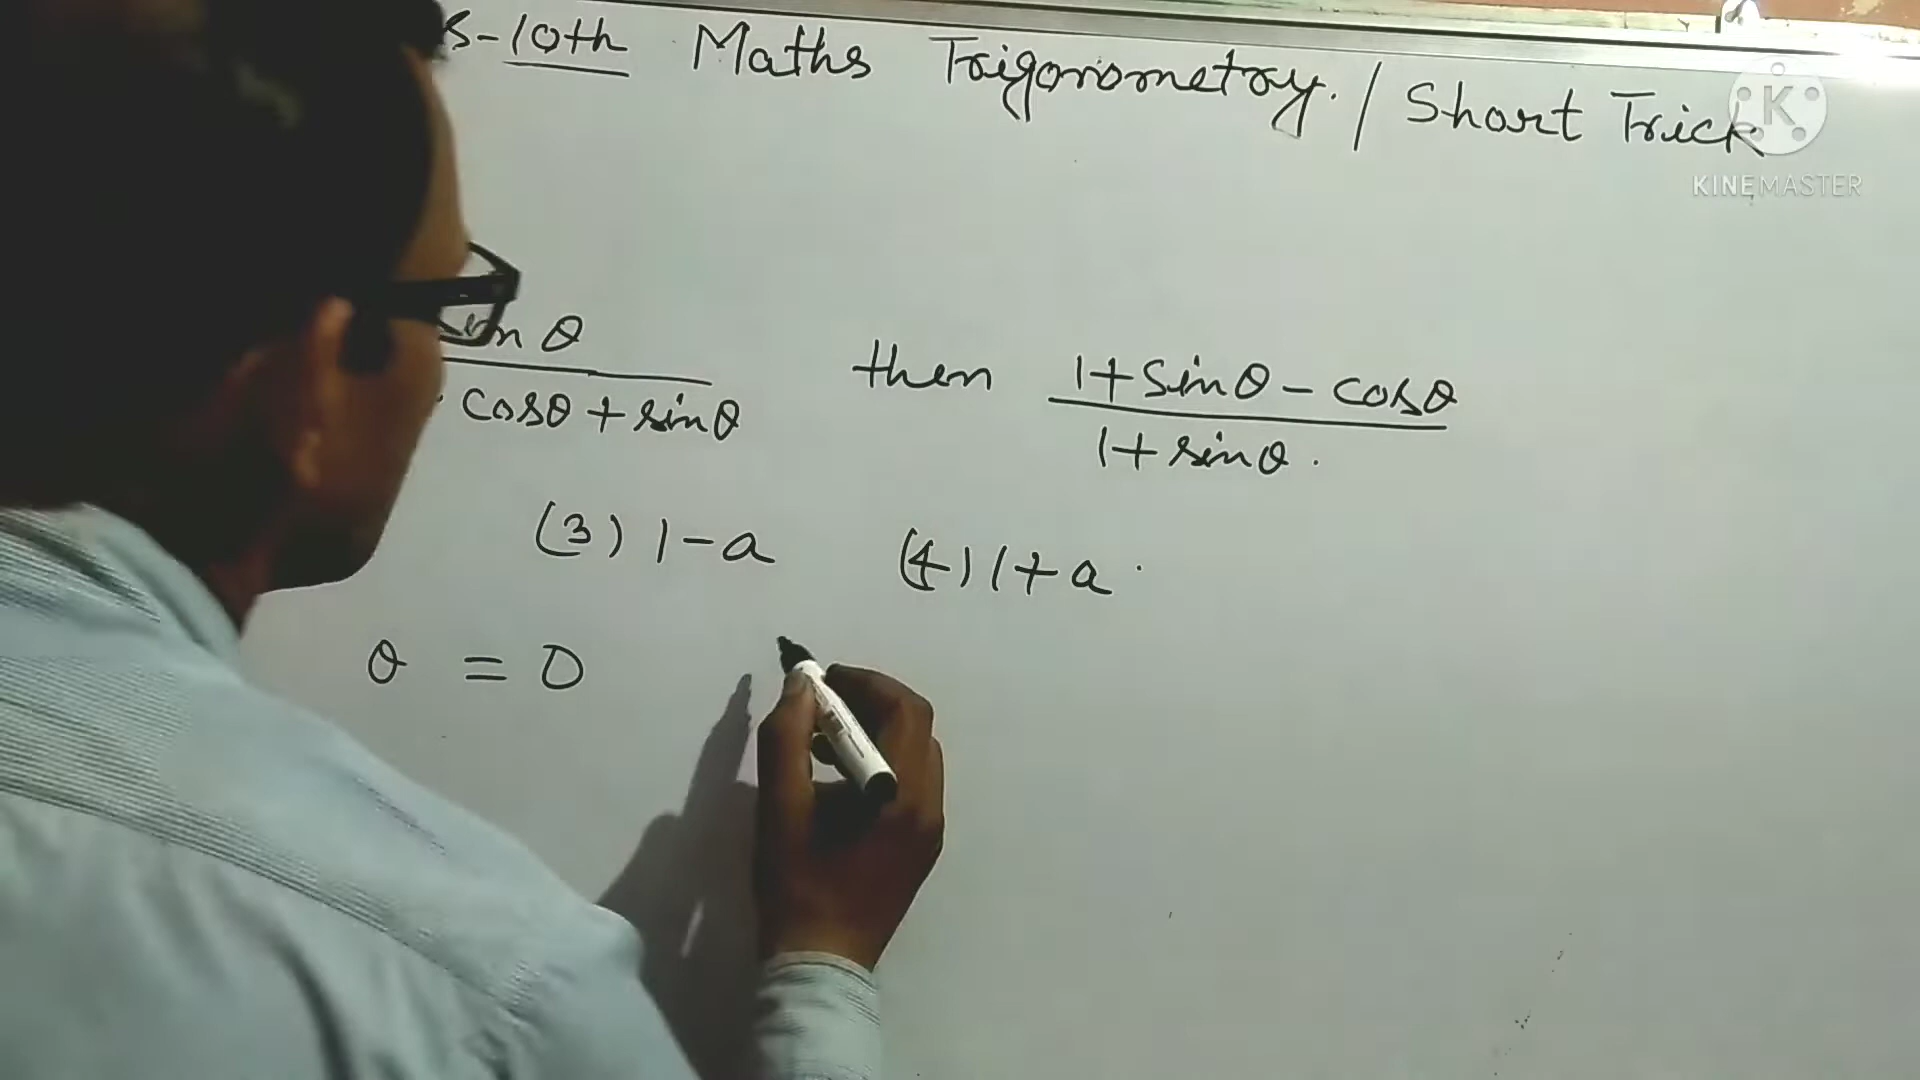 s-10th Maths Trigonometry. / Short Trick
KINEMASTER
sin θ / cosθ + sinθ then 1+ sinθ - cosθ / 1+ sinθ.
(3) 1-a (4) 1+a.
θ = 0